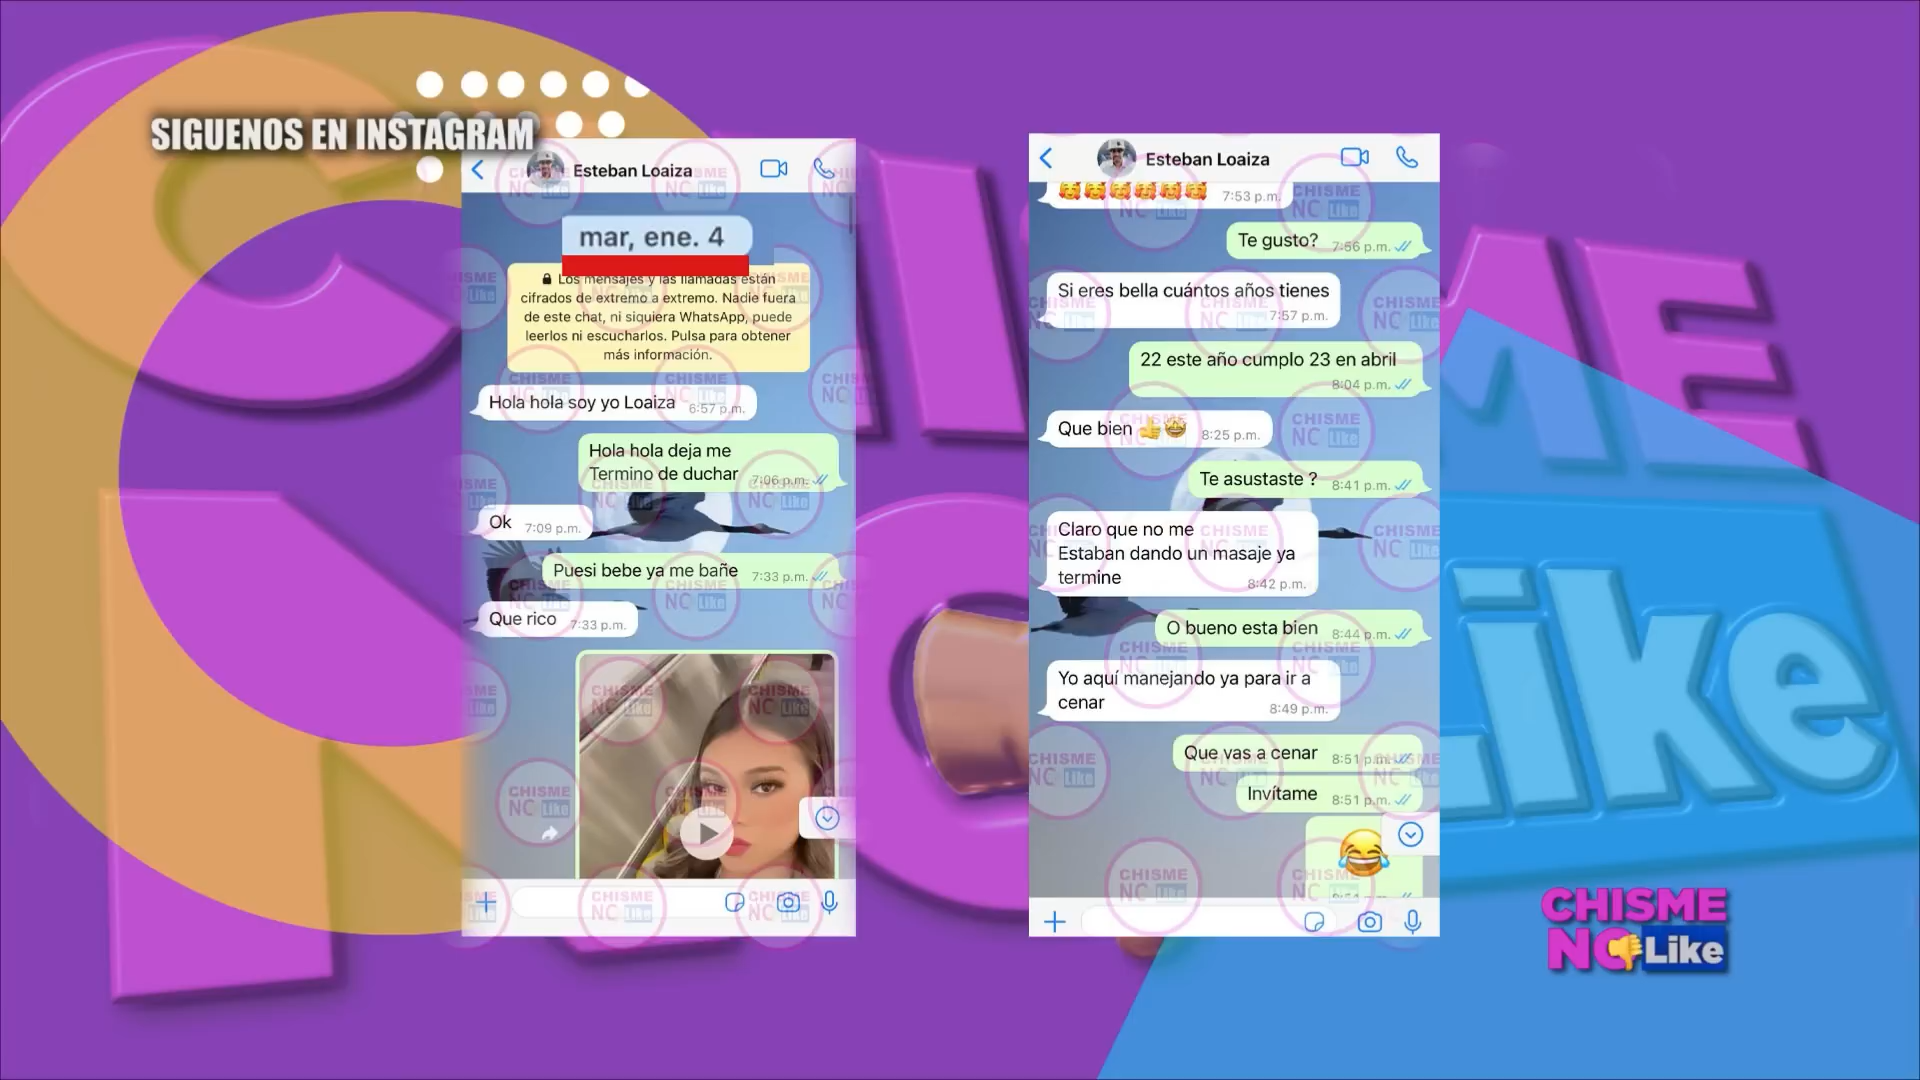 SIGUENOS EN INSTAGRAM
Esteban Loaiza
mar, ene. 4
Los mensajes y las llamadas están
cifrados de extremo a extremo. Nadie fuera
de este chat, ni siquiera WhatsApp, puede
leerlos ni escucharlos. Pulsa para obtener
más información.
Hola hola soy yo Loaiza 6:57 p.m.
Hola hola deja me
Termino de duchar 7:06 p.m.
Ok 7:09 p.m.
Puesi bebe ya me bañe 7:33 p.m.
Que rico 7:33 p.m.
Esteban Loaiza
🥰🥰🥰🥰🥰🥰 7:53 p.m.
Te gusto? 7:56 p.m.
Si eres bella cuántos años tienes
7:57 p.m.
22 este año cumplo 23 en abril
8:04 p.m.
Que bien 👍🤩 8:25 p.m.
Te asustaste ? 8:41 p.m.
Claro que no me
Estaban dando un masaje ya
termine 8:42 p.m.
O bueno esta bien 8:44 p.m.
Yo aquí manejando ya para ir a
cenar 8:49 p.m.
Que vas a cenar 8:51 p.m.
Invítame 8:51 p.m.
😂
CHISME
NO Like